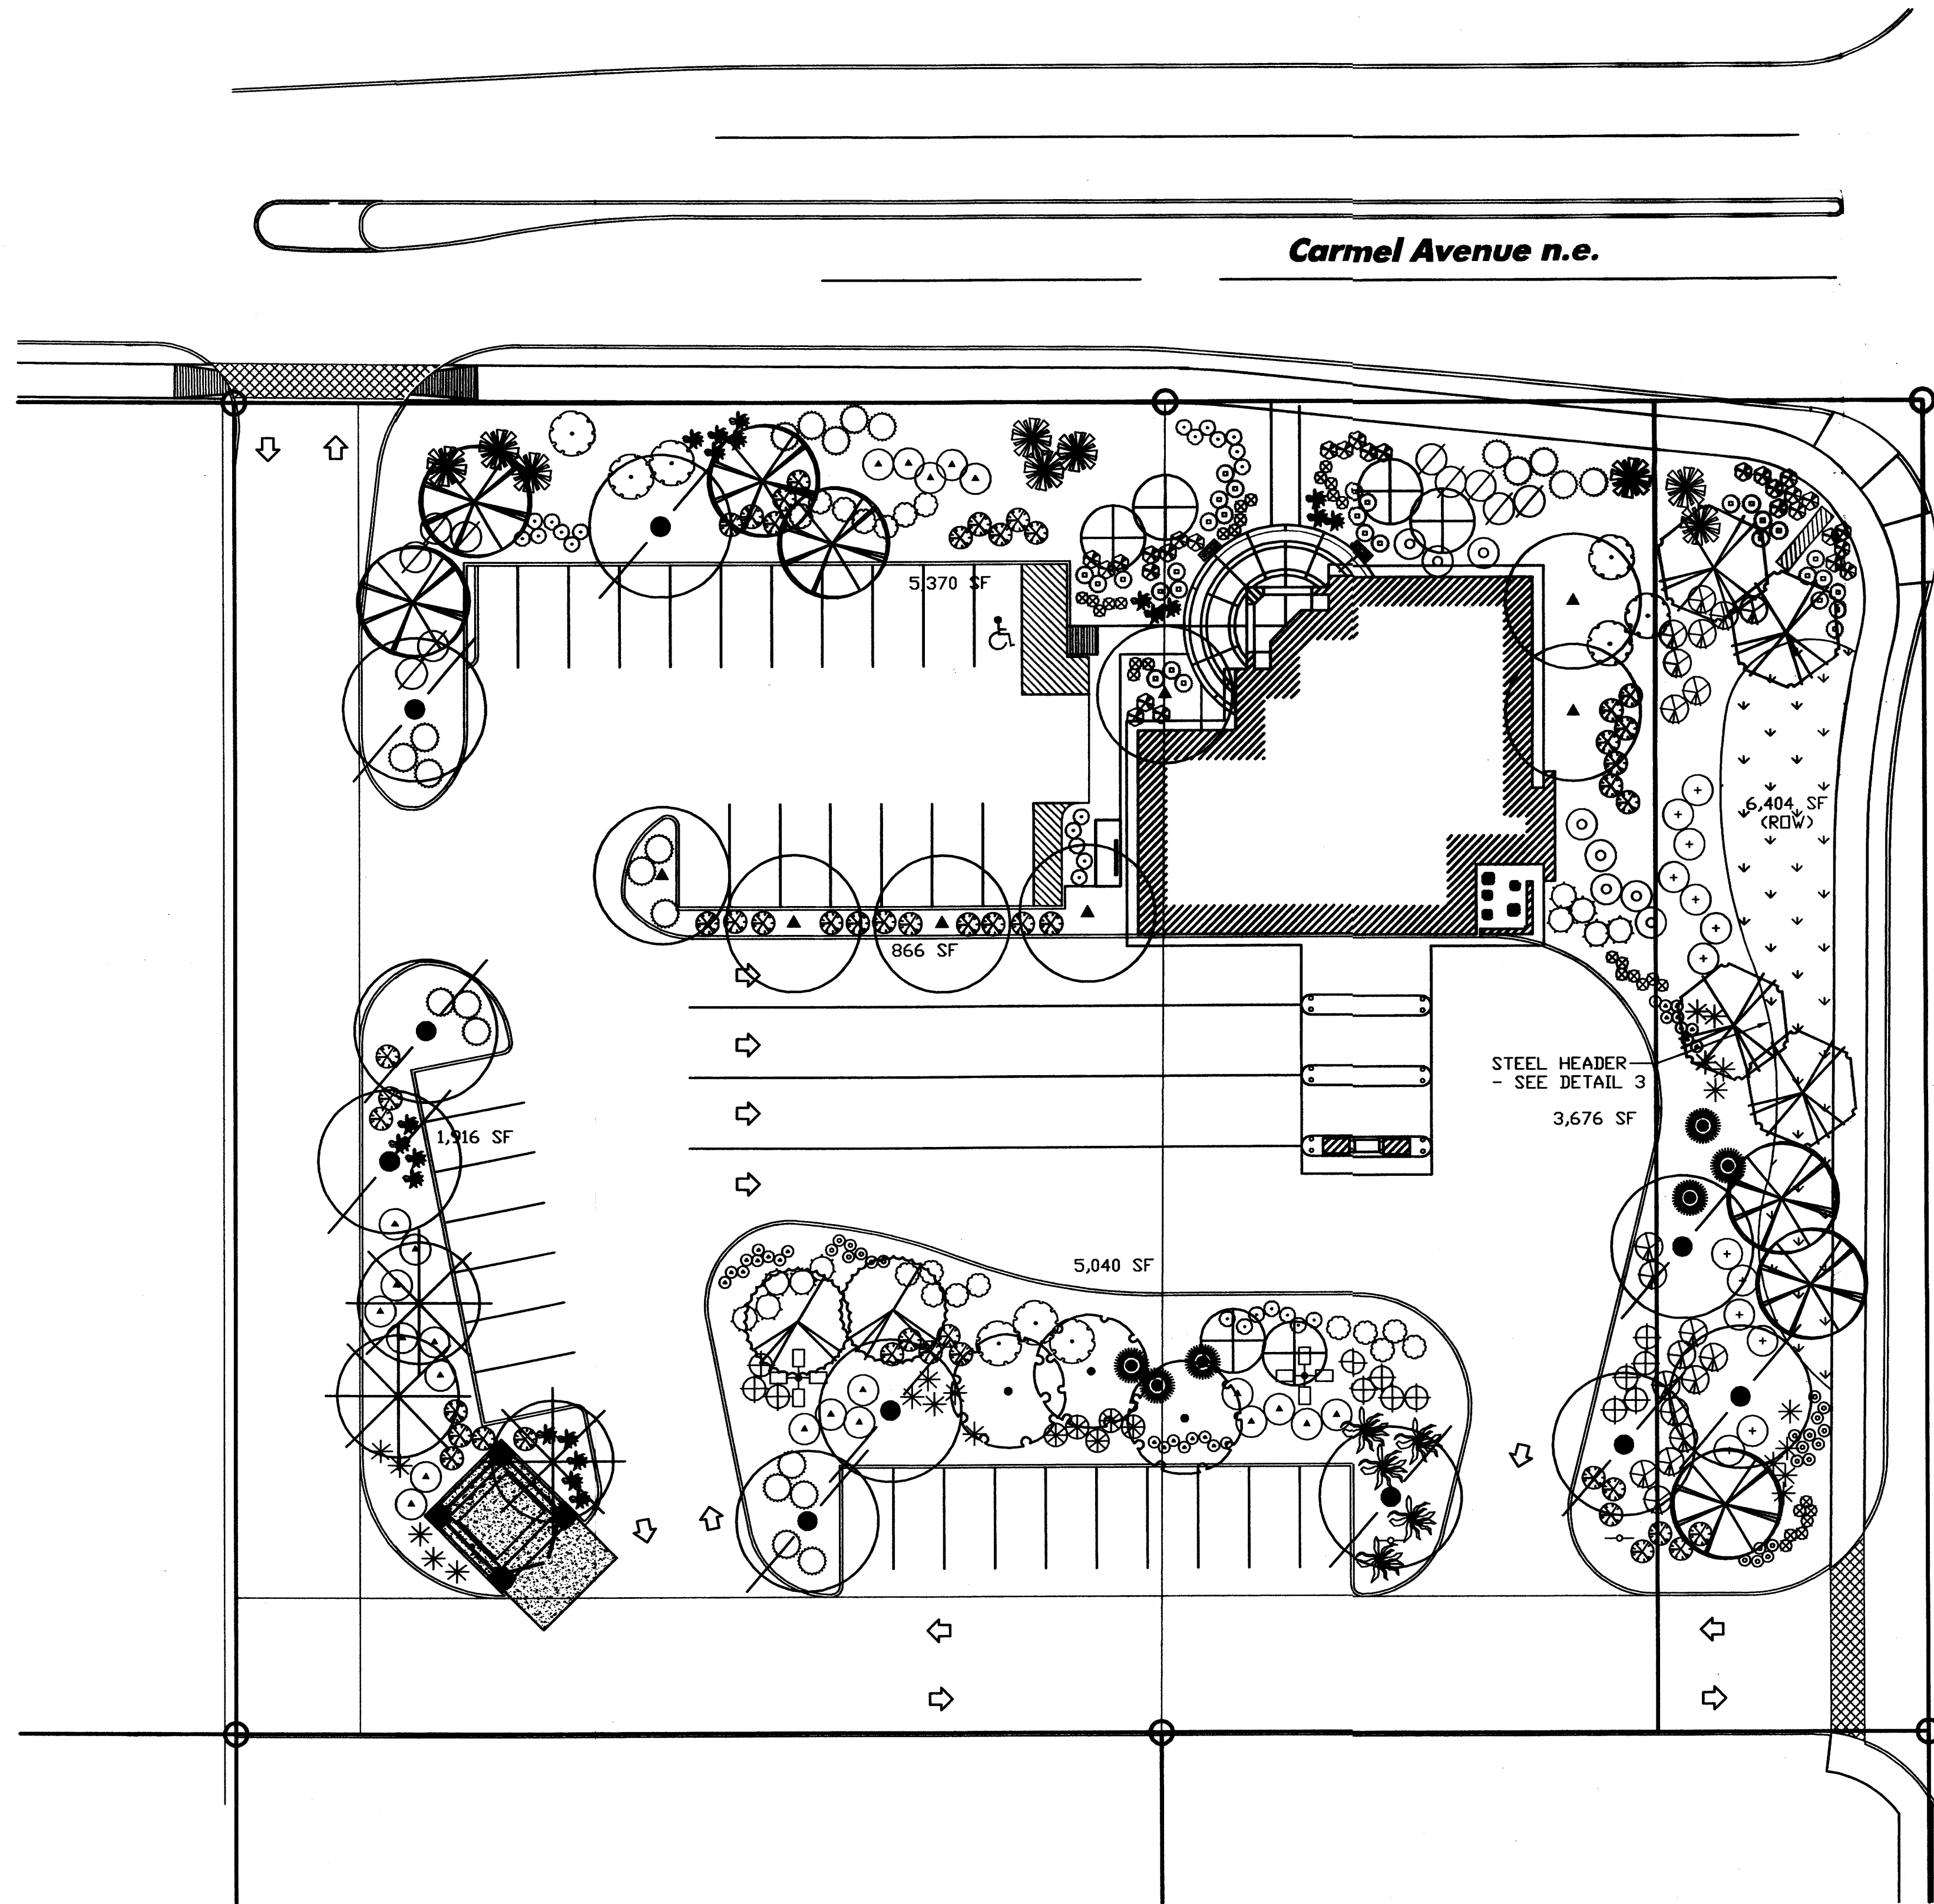 Carmel Avenue n.e.
5,370 SF
6,404 SF
(ROW)
866 SF
STEEL HEADER
- SEE DETAIL 3
3,676 SF
1,916 SF
5,040 SF